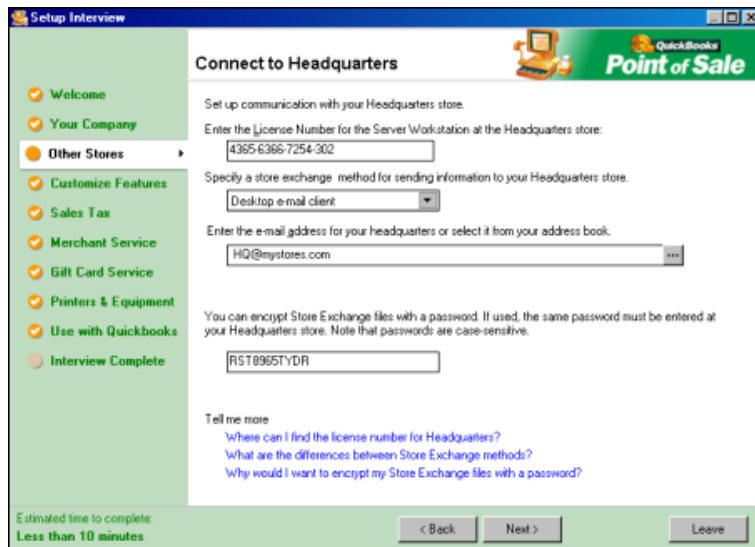 Setup Interview
Connect to Headquarters
QuickBooks
Point of Sale
Welcome
Your Company
Other Stores
Customize Features
Sales Tax
Merchant Service
Gift Card Service
Printers & Equipment
Use with Quickbooks
Interview Complete
Set up communication with your Headquarters store.
Enter the License Number for the Server Workstation at the Headquarters store:
4365-6366-7254-302
Specify a store exchange method for sending information to your Headquarters store.
Desktop e-mail client
Enter the e-mail address for your headquarters or select it from your address book.
HQ@mystores.com
...
You can encrypt Store Exchange files with a password. If used, the same password must be entered at
your Headquarters store. Note that passwords are case-sensitive.
RST8965TYDR
Tell me more
Where can I find the license number for Headquarters?
What are the differences between Store Exchange methods?
Why would I want to encrypt my Store Exchange files with a password?
Estimated time to complete:
Less than 10 minutes
< Back
Next >
Leave